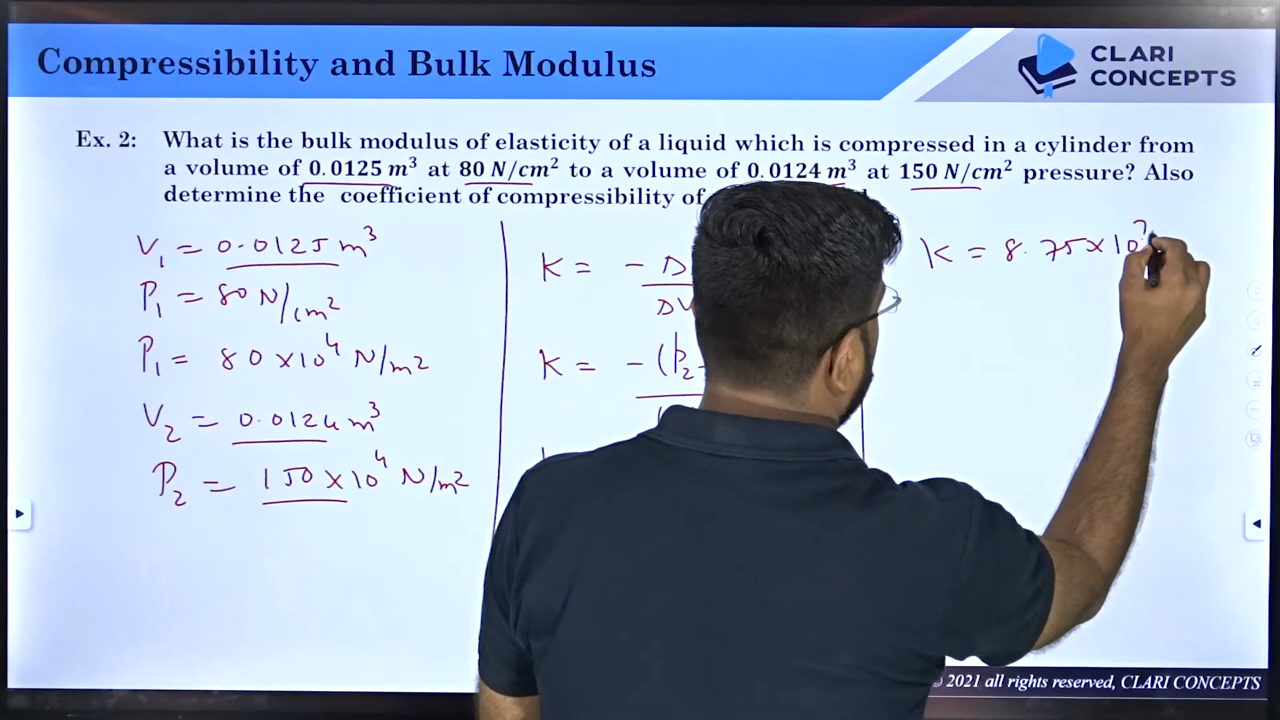 Compressibility and Bulk Modulus
CLARI
CONCEPTS
Ex. 2: What is the bulk modulus of elasticity of a liquid which is compressed in a cylinder from
a volume of 0.0125 m³ at 80 N/cm² to a volume of 0.0124 m³ at 150 N/cm² pressure? Also
determine the coefficient of compressibility of
V₁ = 0.0125 m³
P₁ = 80 N/cm²
P₁ = 80 × 10⁴ N/m²
V₂ = 0.0124 m³
P₂ = 150 × 10⁴ N/m²
K = -
K = - (P₂
K = 8.75 × 10⁷
2021 all rights reserved, CLARI CONCEPTS